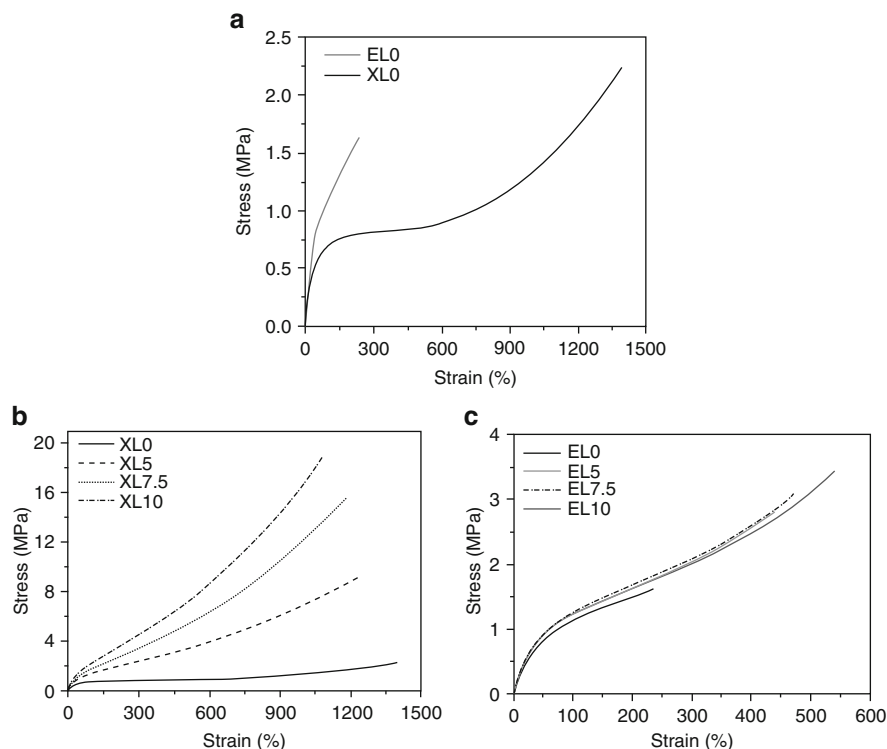 a
EL0
XL0
2.5
2.0
1.5
1.0
0.5
0.0
Stress (MPa)
0 300 600 900 1200 1500
Strain (%)
b
XL0
XL5
XL7.5
XL10
20
16
12
8
4
0
Stress (MPa)
0 300 600 900 1200 1500
Strain (%)
c
EL0
EL5
EL7.5
EL10
4
3
2
1
0
Stress (MPa)
0 100 200 300 400 500 600
Strain (%)